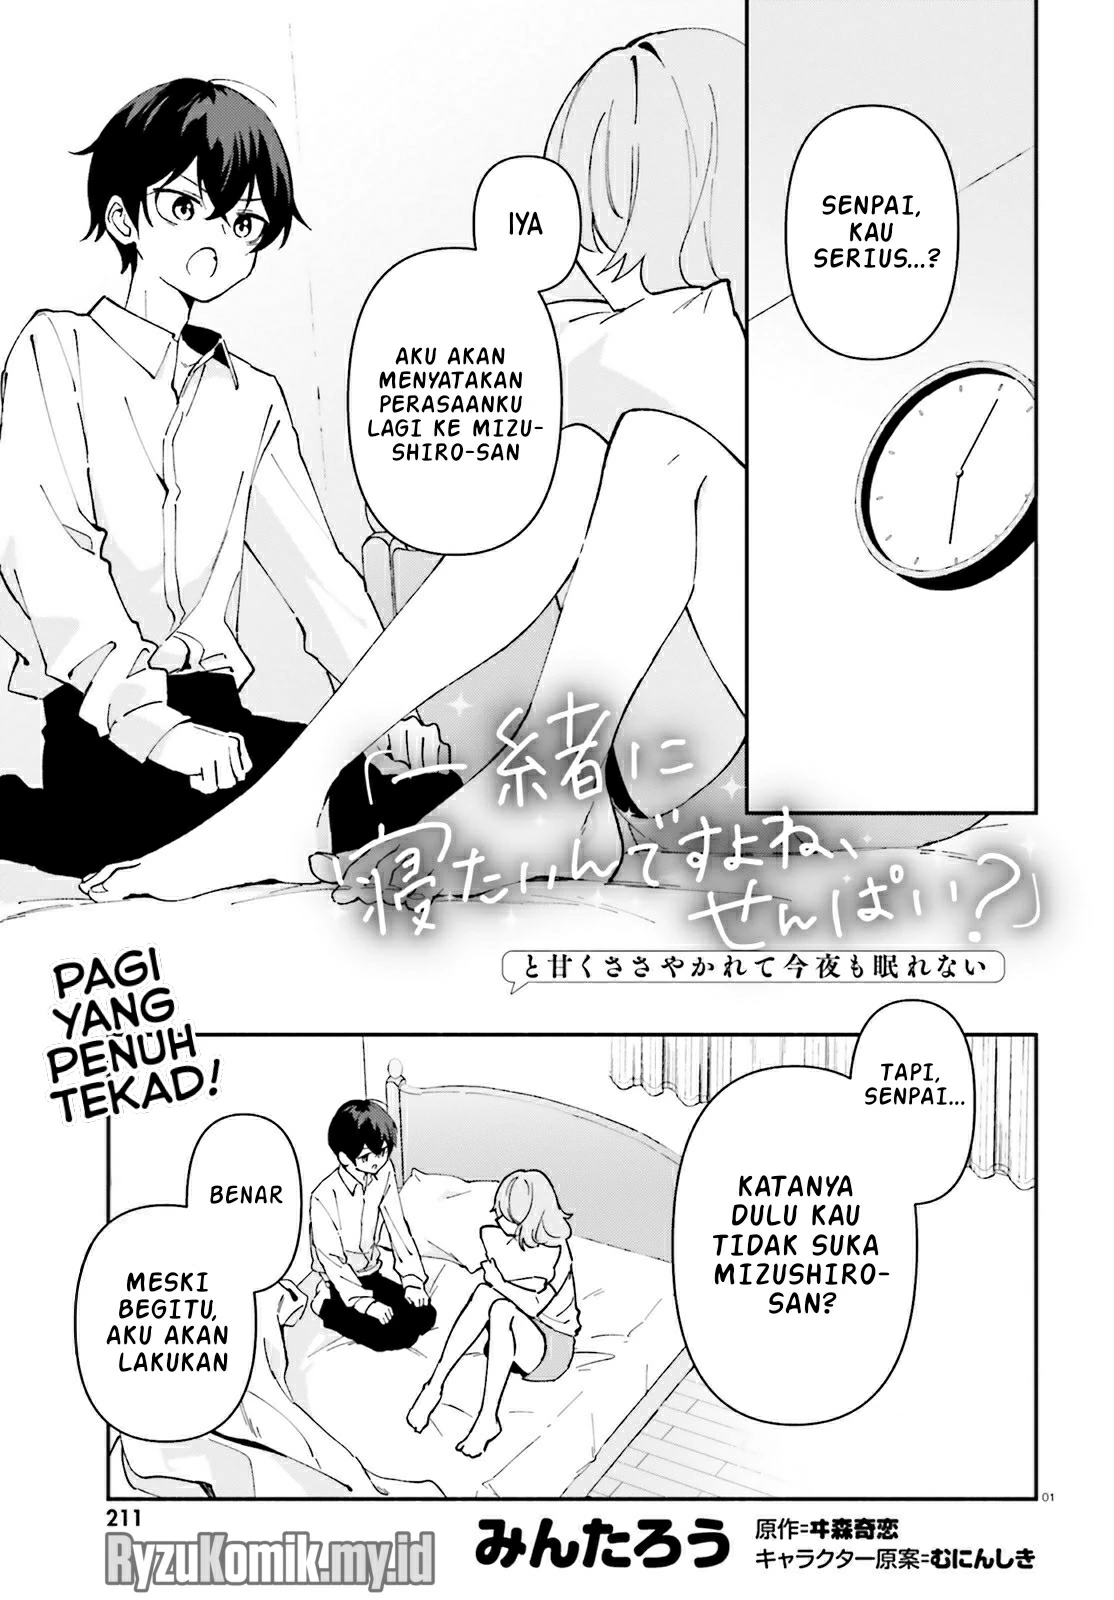 SENPAI,
KAU
SERIUS...?
IYA
AKU AKAN
MENYATAKAN
PERASAANKU
LAGI KE MIZU-
SHIRO-SAN
「一緒に
寝たいんですよね、
せんぱい?」
と甘くささやかれて今夜も眠れない
PAGI
YANG
PENUH
TEKAD!
TAPI,
SENPAI...
KATANYA
DULU KAU
TIDAK SUKA
MIZUSHIRO-
SAN?
BENAR
MESKI
BEGITU,
AKU AKAN
LAKUKAN
01
211
RyzuKomik.my.id
みんたろう
原作=ヰ森奇恋
キャラクター原案=むにんしき